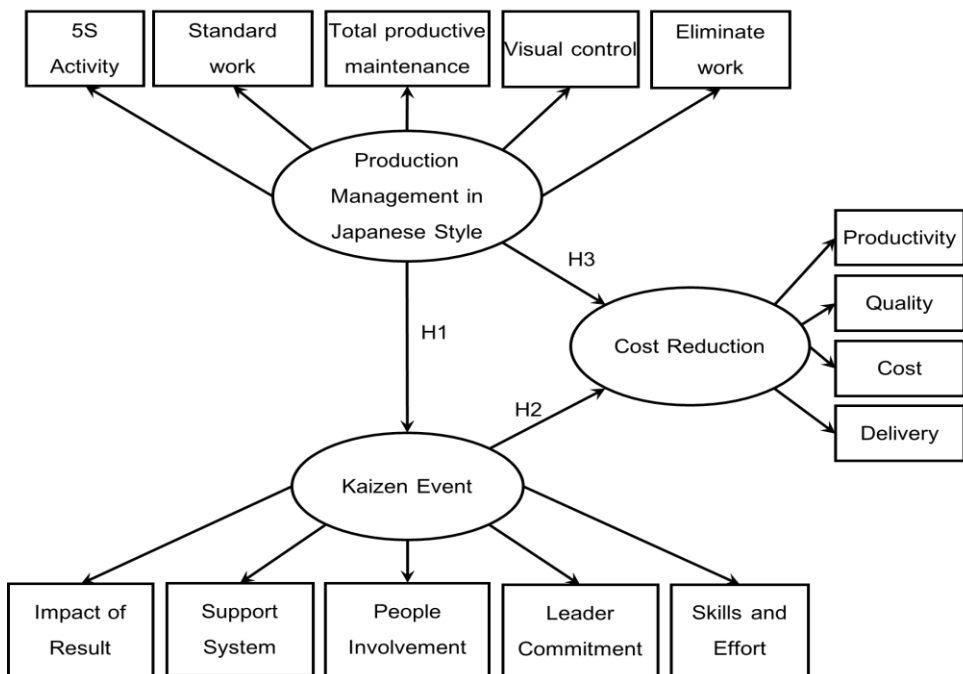 5S
Activity
Standard
work
Total productive
maintenance
Visual control
Eliminate
work
Production
Management in
Japanese Style
H3
H1
H2
Cost Reduction
Productivity
Quality
Cost
Delivery
Kaizen Event
Impact of
Result
Support
System
People
Involvement
Leader
Commitment
Skills and
Effort